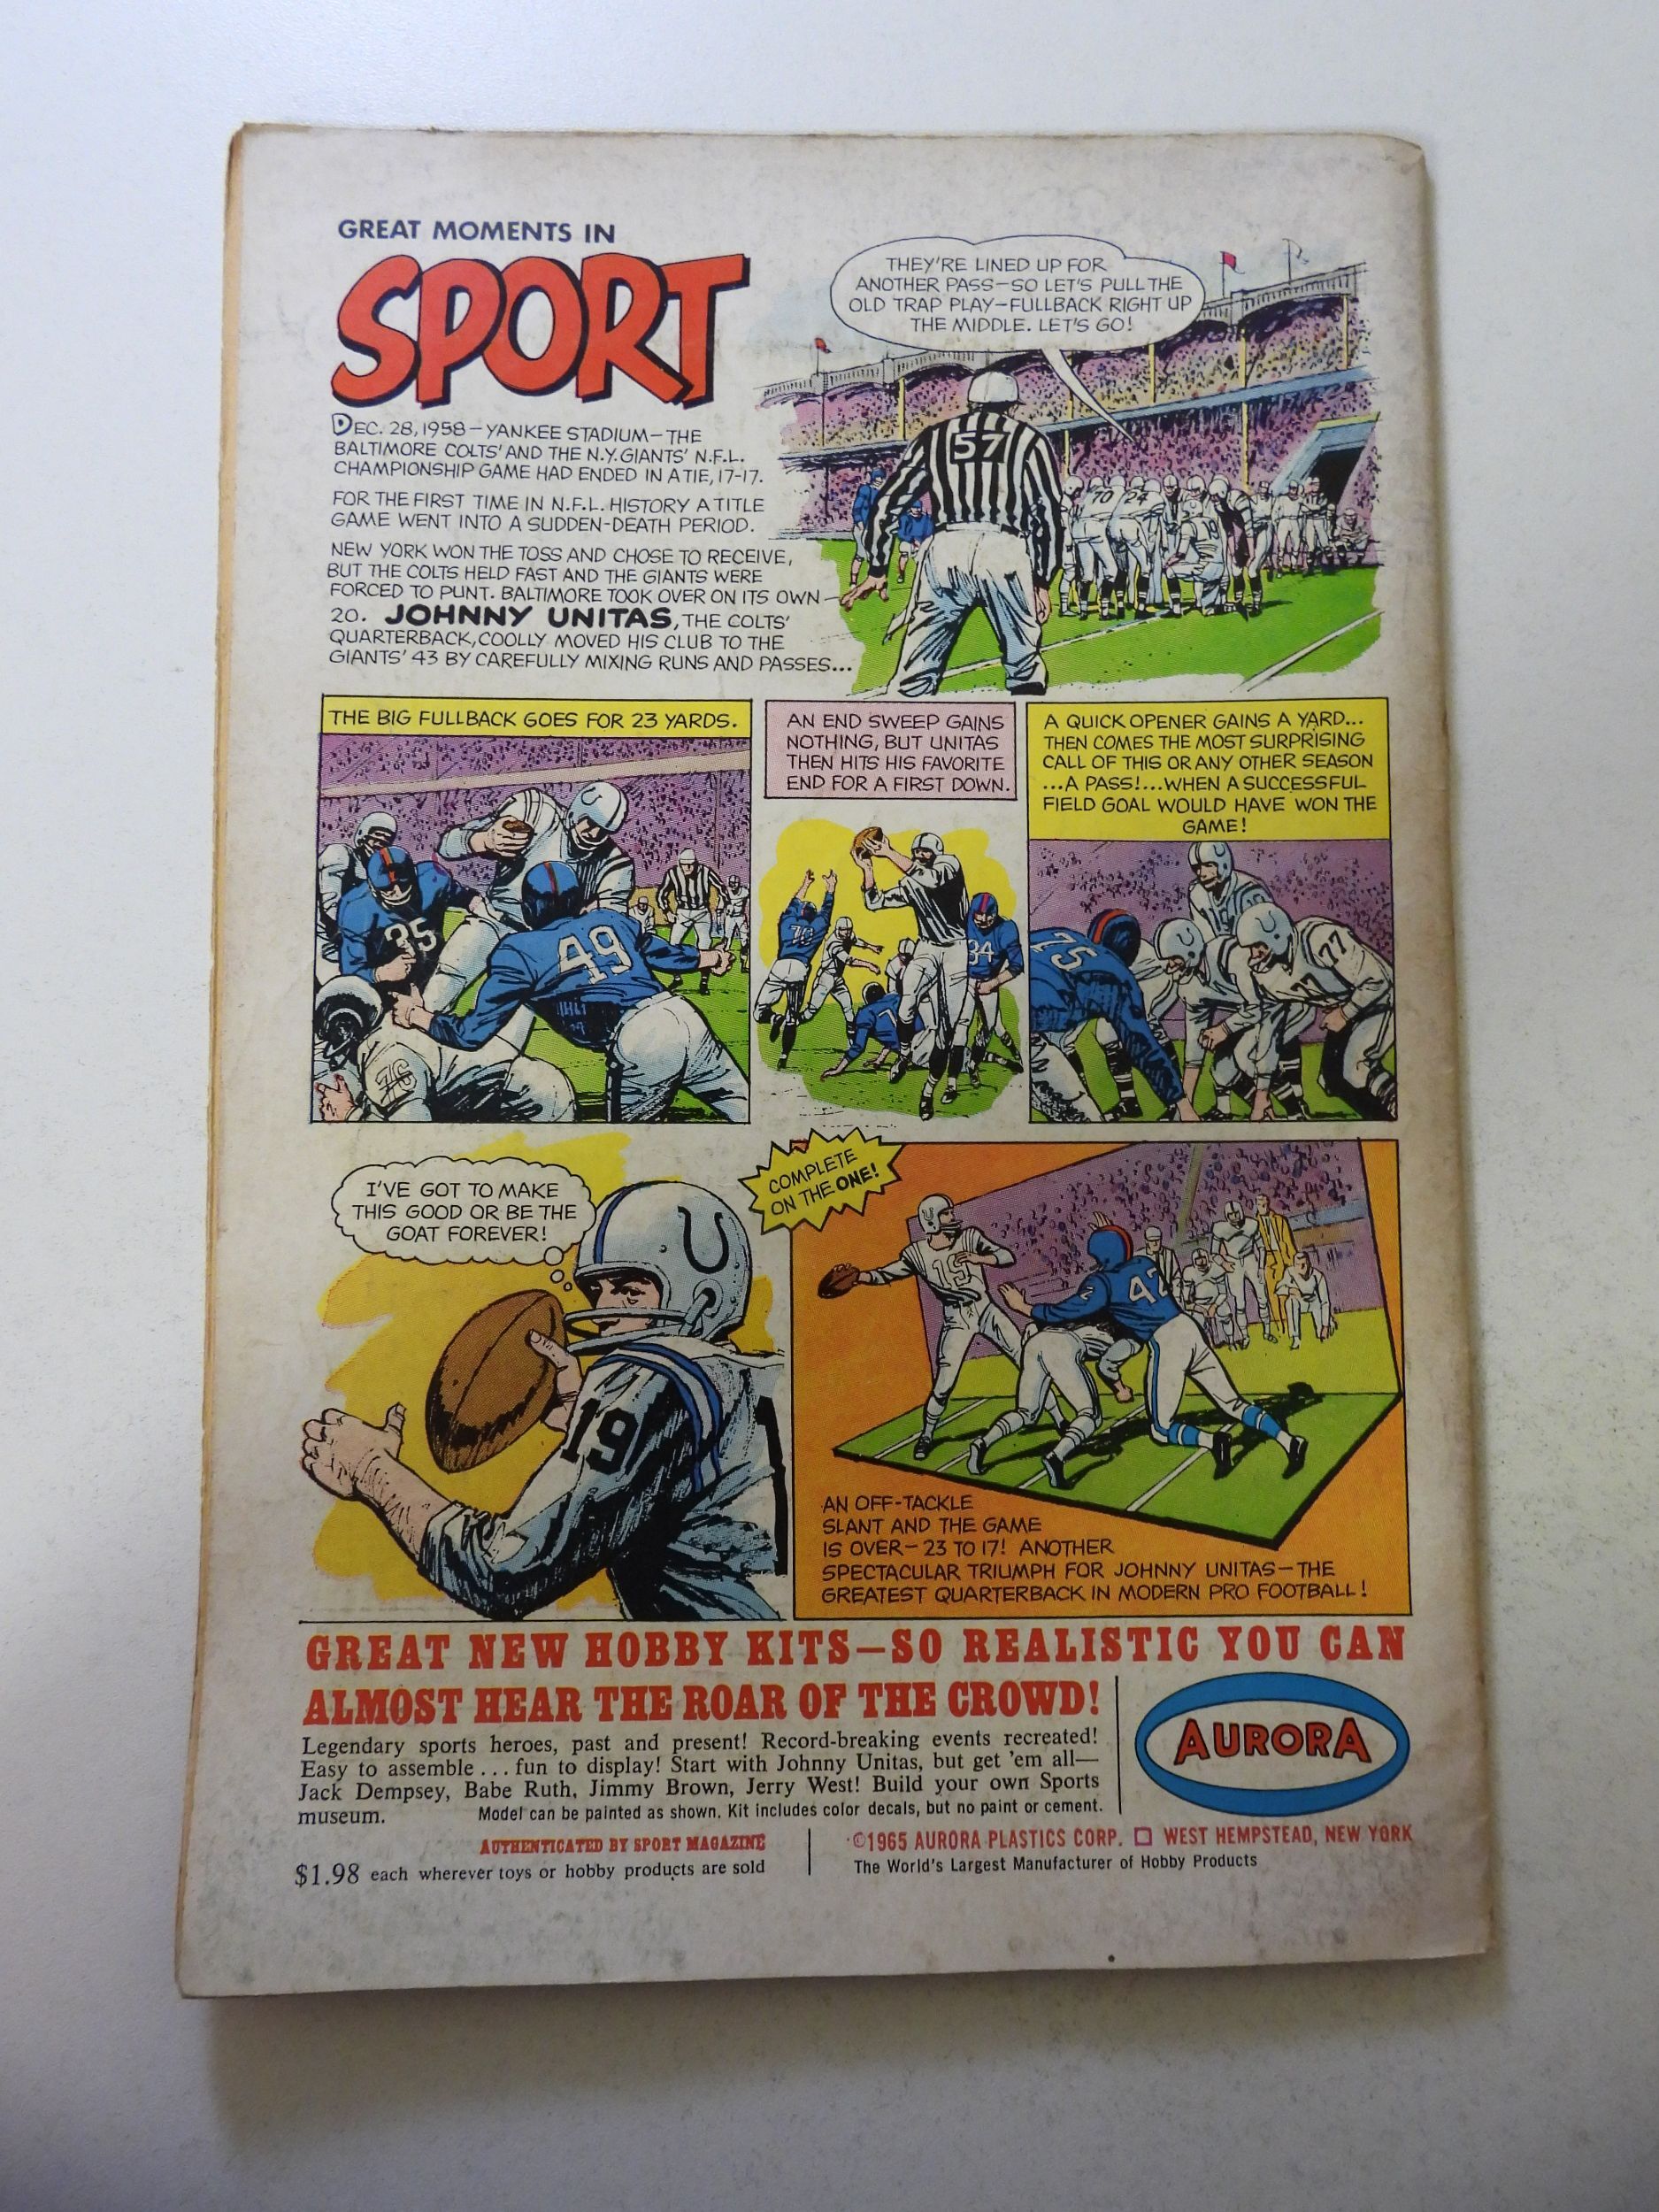 GREAT MOMENTS IN
SPORT
THEY'RE LINED UP FOR
ANOTHER PASS—SO LET'S PULL THE
OLD TRAP PLAY—FULLBACK RIGHT UP
THE MIDDLE. LET'S GO!
57
70 24
DEC. 28, 1958—YANKEE STADIUM—THE
BALTIMORE COLTS' AND THE N.Y. GIANTS' N.F.L.
CHAMPIONSHIP GAME HAD ENDED IN A TIE, 17-17.
FOR THE FIRST TIME IN N.F.L. HISTORY A TITLE
GAME WENT INTO A SUDDEN-DEATH PERIOD.
NEW YORK WON THE TOSS AND CHOSE TO RECEIVE,
BUT THE COLTS HELD FAST AND THE GIANTS WERE
FORCED TO PUNT. BALTIMORE TOOK OVER ON ITS OWN
20. JOHNNY UNITAS, THE COLTS'
QUARTERBACK, COOLLY MOVED HIS CLUB TO THE
GIANTS' 43 BY CAREFULLY MIXING RUNS AND PASSES...
THE BIG FULLBACK GOES FOR 23 YARDS.
35
49
76
AN END SWEEP GAINS
NOTHING, BUT UNITAS
THEN HITS HIS FAVORITE
END FOR A FIRST DOWN.
84
A QUICK OPENER GAINS A YARD...
THEN COMES THE MOST SURPRISING
CALL OF THIS OR ANY OTHER SEASON
...A PASS!...WHEN A SUCCESSFUL
FIELD GOAL WOULD HAVE WON THE
GAME!
75
77
77
I'VE GOT TO MAKE
THIS GOOD OR BE THE
GOAT FOREVER!
19
COMPLETE
ON THE ONE!
19
42
AN OFF-TACKLE
SLANT AND THE GAME
IS OVER—23 TO 17! ANOTHER
SPECTACULAR TRIUMPH FOR JOHNNY UNITAS—THE
GREATEST QUARTERBACK IN MODERN PRO FOOTBALL!
GREAT NEW HOBBY KITS—SO REALISTIC YOU CAN
ALMOST HEAR THE ROAR OF THE CROWD!
Legendary sports heroes, past and present! Record-breaking events recreated!
Easy to assemble . . . fun to display! Start with Johnny Unitas, but get 'em all—
Jack Dempsey, Babe Ruth, Jimmy Brown, Jerry West! Build your own Sports
museum. Model can be painted as shown. Kit includes color decals, but no paint or cement.
AURORA
AUTHENTICATED BY SPORT MAGAZINE
$1.98 each wherever toys or hobby products are sold
©1965 AURORA PLASTICS CORP. □ WEST HEMPSTEAD, NEW YORK
The World's Largest Manufacturer of Hobby Products